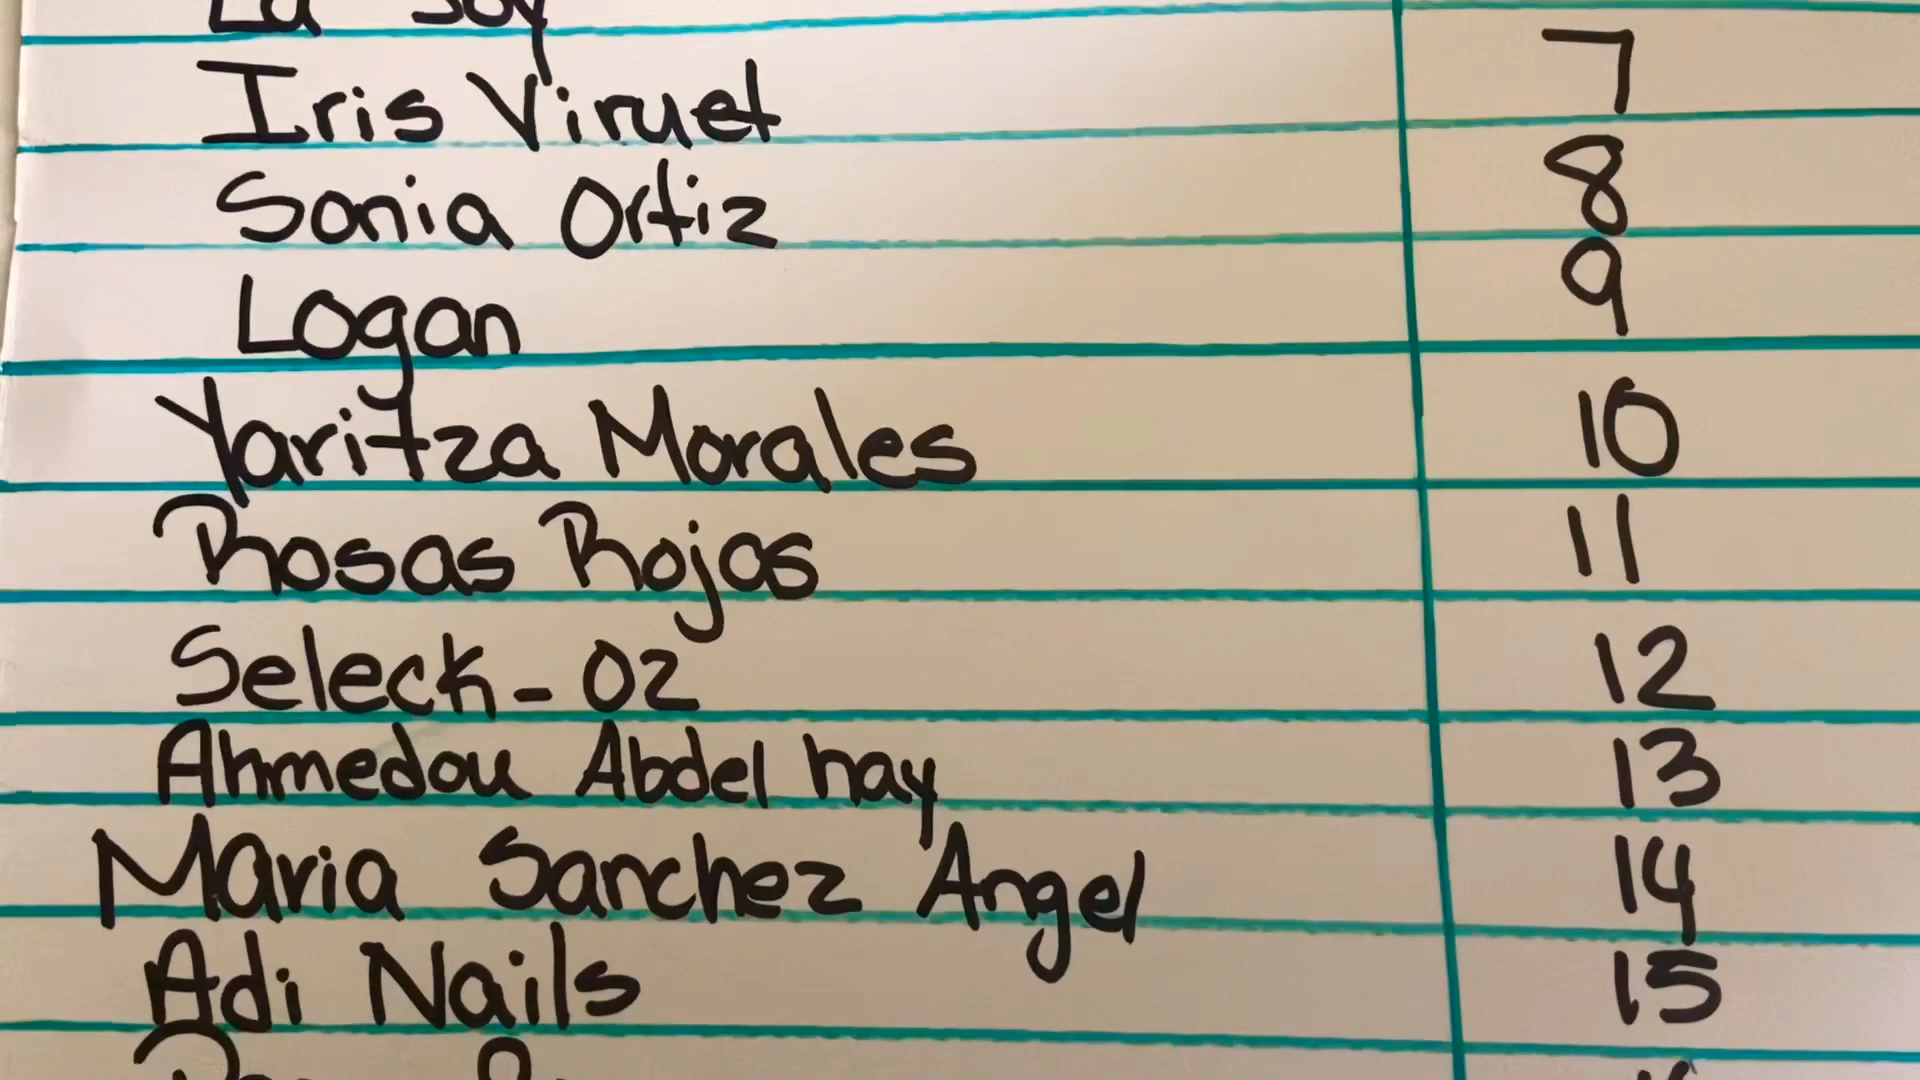 Iris Viruet 7
Sonia Ortiz 8
Logan 9
Yaritza Morales 10
Rosas Rojas 11
Seleck-02 12
Ahmedou Abdel hay 13
Maria Sanchez Angel 14
Adi Nails 15